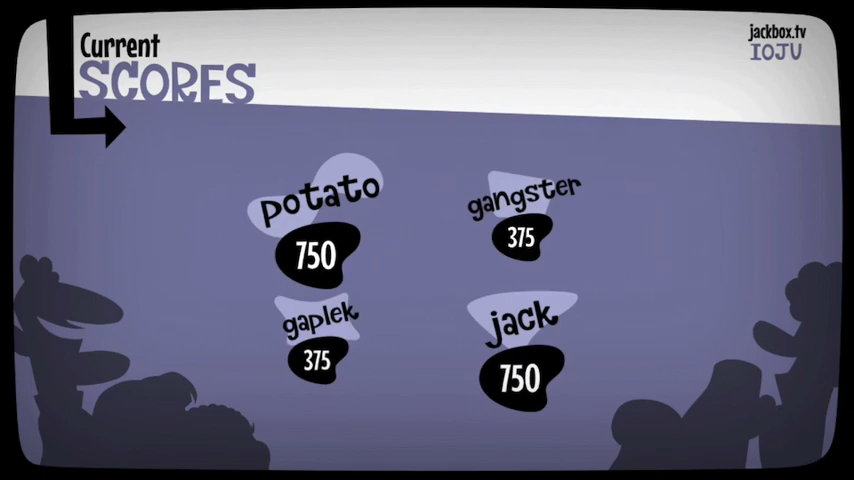 Current
SCORES
jackbox.tv
IOJU
potato
750
gangster
375
gaplek
375
jack
750